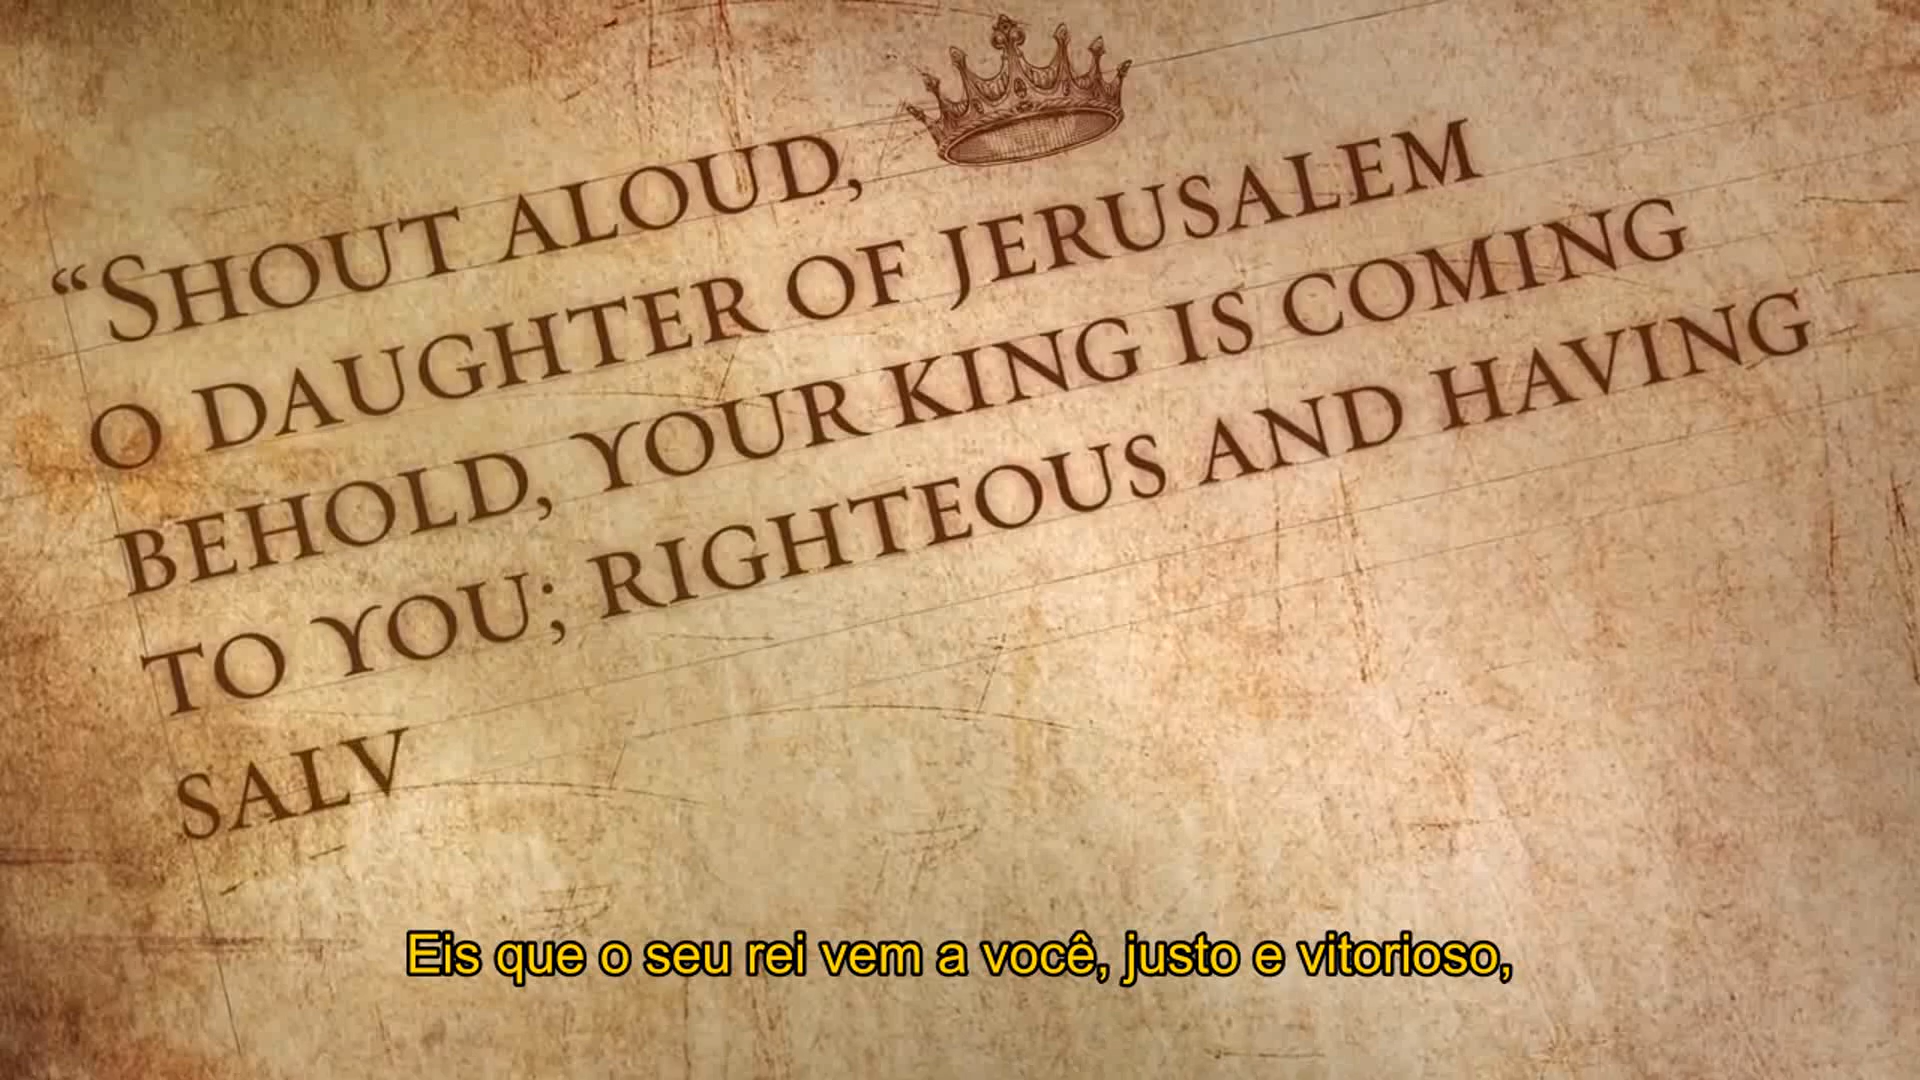 “SHOUT ALOUD,
O DAUGHTER OF JERUSALEM
BEHOLD, YOUR KING IS COMING
TO YOU; RIGHTEOUS AND HAVING
SALV
Eis que o seu rei vem a você, justo e vitorioso,